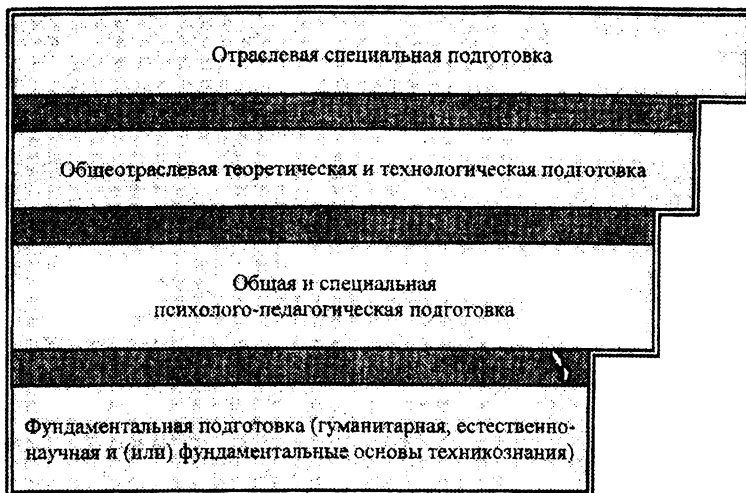 Отраслевая специальная подготовка
Общеотраслевая теоретическая и технологическая подготовка
Общая и специальная
психолого-педагогическая подготовка
Фундаментальная подготовка (гуманитарная, естественно-
научная и (или) фундаментальные основы техникознания)